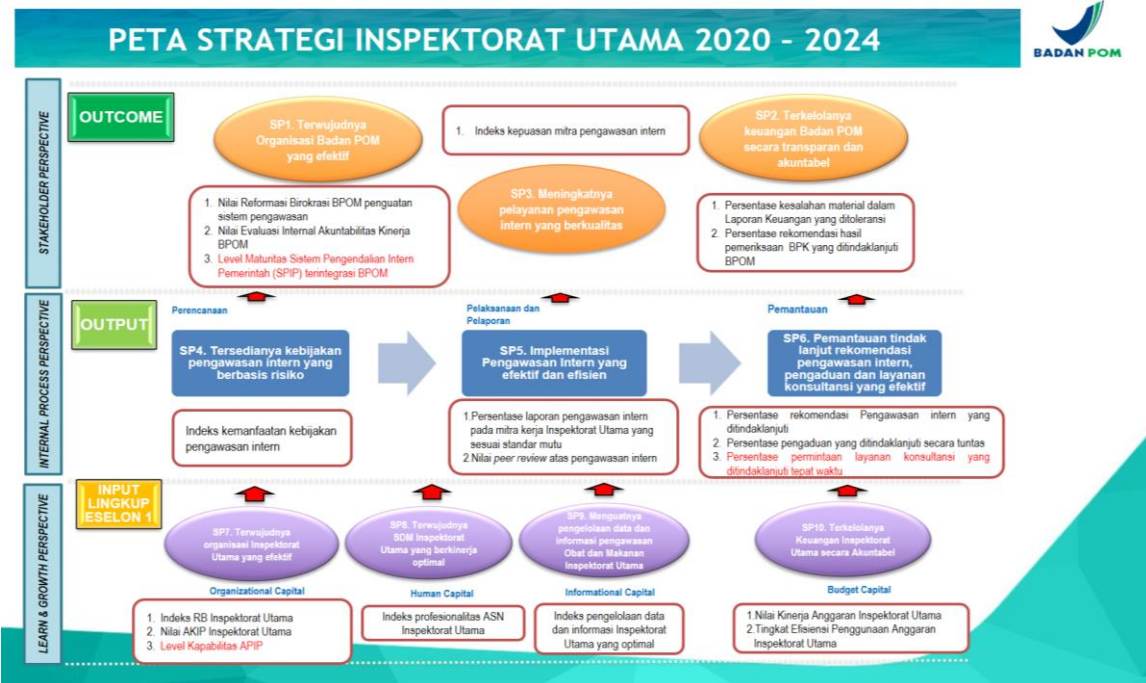 PETA STRATEGI INSPEKTORAT UTAMA 2020 - 2024
BADAN POM
STAKEHOLDER PERSPECTIVE
OUTCOME
SP1. Terwujudnya
Organisasi Badan POM
yang efektif
1. Nilai Reformasi Birokrasi BPOM penguatan
sistem pengawasan
2. Nilai Evaluasi Internal Akuntabilitas Kinerja
BPOM
3. Level Maturitas Sistem Pengendalian Intern
Pemerintah (SPIP) terintegrasi BPOM
1. Indeks kepuasan mitra pengawasan intern
SP3. Meningkatnya
pelayanan pengawasan
intern yang berkualitas
SP2. Terkelolanya
keuangan Badan POM
secara transparan dan
akuntabel
1. Persentase kesalahan material dalam
Laporan Keuangan yang ditoleransi
2. Persentase rekomendasi hasil
pemeriksaan BPK yang ditindaklanjuti
BPOM
INTERNAL PROCESS PERSPECTIVE
OUTPUT
Perencanaan
SP4. Tersedianya kebijakan
pengawasan intern yang
berbasis risiko
Indeks kemanfaatan kebijakan
pengawasan intern
Pelaksanaan dan
Pelaporan
SP5. Implementasi
Pengawasan Intern yang
efektif dan efisien
1.Persentase laporan pengawasan intern
pada mitra kerja Inspektorat Utama yang
sesuai standar mutu
2.Nilai peer review atas pengawasan intern
Pemantauan
SP6. Pemantauan tindak
lanjut rekomendasi
pengawasan intern,
pengaduan dan layanan
konsultansi yang efektif
1. Persentase rekomendasi Pengawasan intern yang
ditindaklanjuti
2. Persentase pengaduan yang ditindaklanjuti secara tuntas
3. Persentase permintaan layanan konsultansi yang
ditindaklanjuti tepat waktu
LEARN & GROWTH PERSPECTIVE
INPUT
LINGKUP
ESELON 1
SP7. Terwujudnya
organisasi Inspektorat
Utama yang efektif
Organizational Capital
1. Indeks RB Inspektorat Utama
2. Nilai AKIP Inspektorat Utama
3. Level Kapabilitas APIP
SP8. Terwujudnya
SDM Inspektorat
Utama yang berkinerja
optimal
Human Capital
Indeks profesionalitas ASN
Inspektorat Utama
SP9. Menguatnya
pengelolaan data dan
informasi pengawasan
Obat dan Makanan
Inspektorat Utama
Informational Capital
Indeks pengelolaan data
dan informasi Inspektorat
Utama yang optimal
SP10. Terkelolanya
Keuangan Inspektorat
Utama secara Akuntabel
Budget Capital
1.Nilai Kinerja Anggaran Inspektorat Utama
2.Tingkat Efisiensi Penggunaan Anggaran
Inspektorat Utama